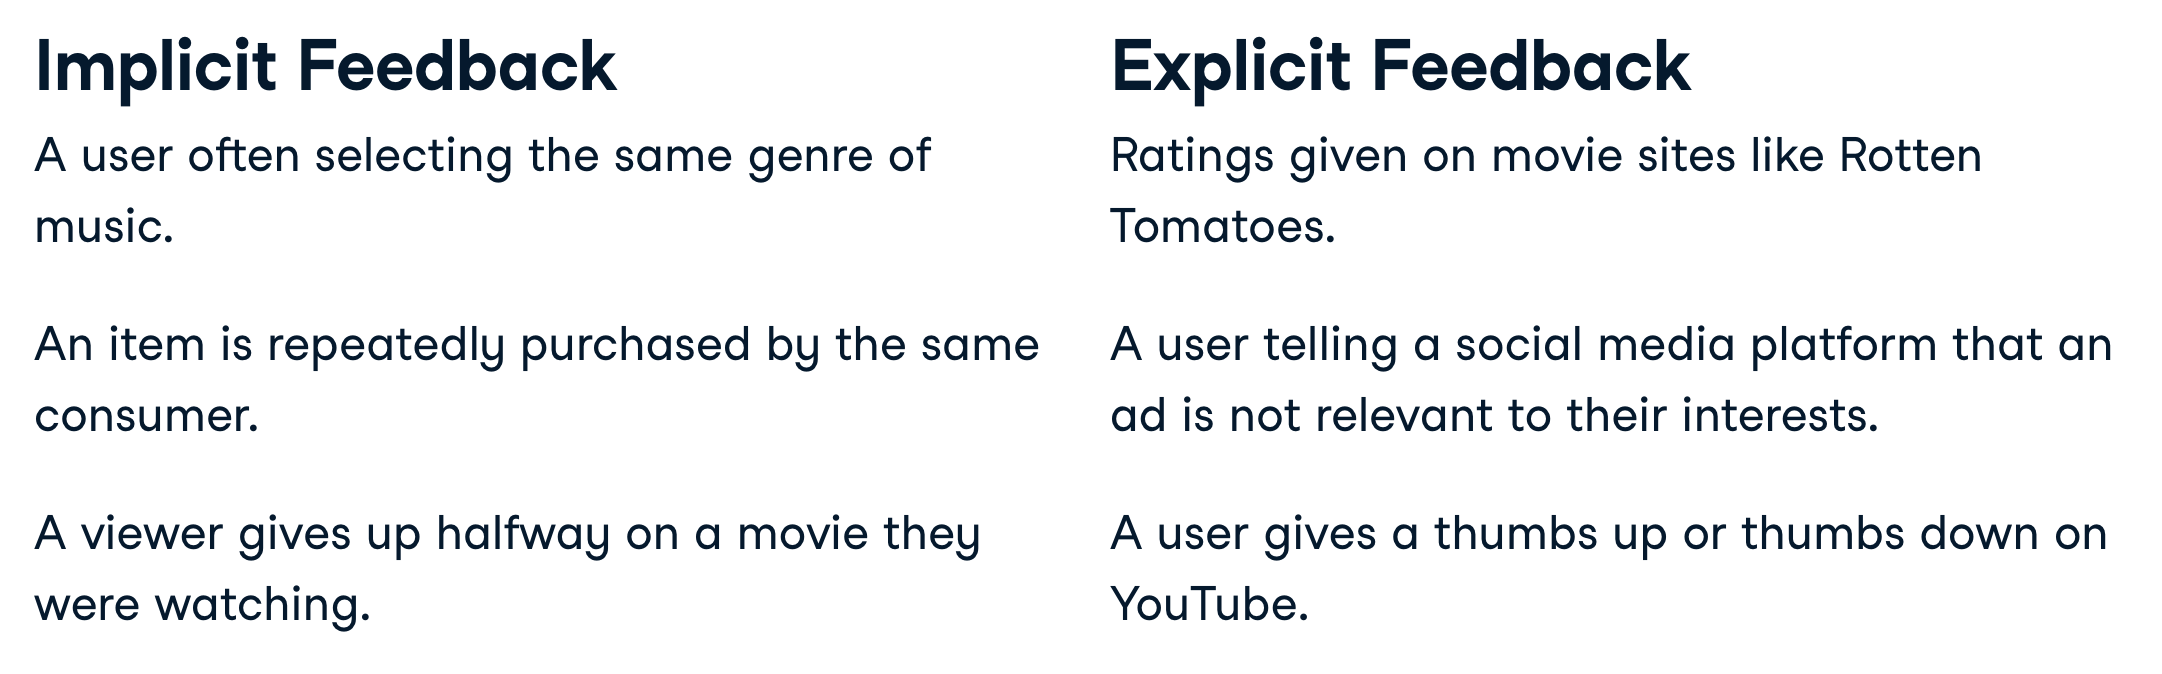 Implicit Feedback
A user often selecting the same genre of
music.
An item is repeatedly purchased by the same
consumer.
A viewer gives up halfway on a movie they
were watching.
Explicit Feedback
Ratings given on movie sites like Rotten
Tomatoes.
A user telling a social media platform that an
ad is not relevant to their interests.
A user gives a thumbs up or thumbs down on
YouTube.